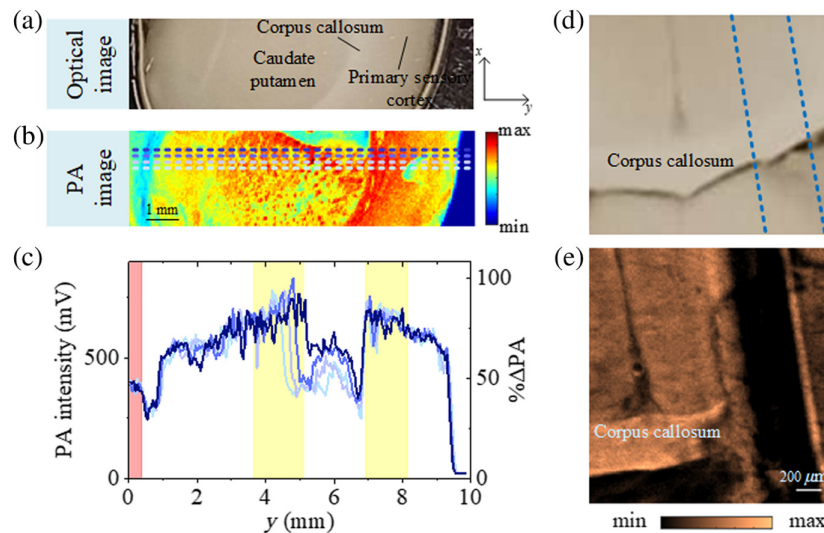 (a)
Optical
image
Corpus callosum
Caudate
putamen
Primary sensory
cortex
x
y
(b)
PA
image
1 mm
max
min
(c)
PA intensity (mV)
500
0
100
50
0
%ΔPA
0 2 4 6 8 10
y (mm)
(d)
Corpus callosum
(e)
Corpus callosum
200 μm
min max